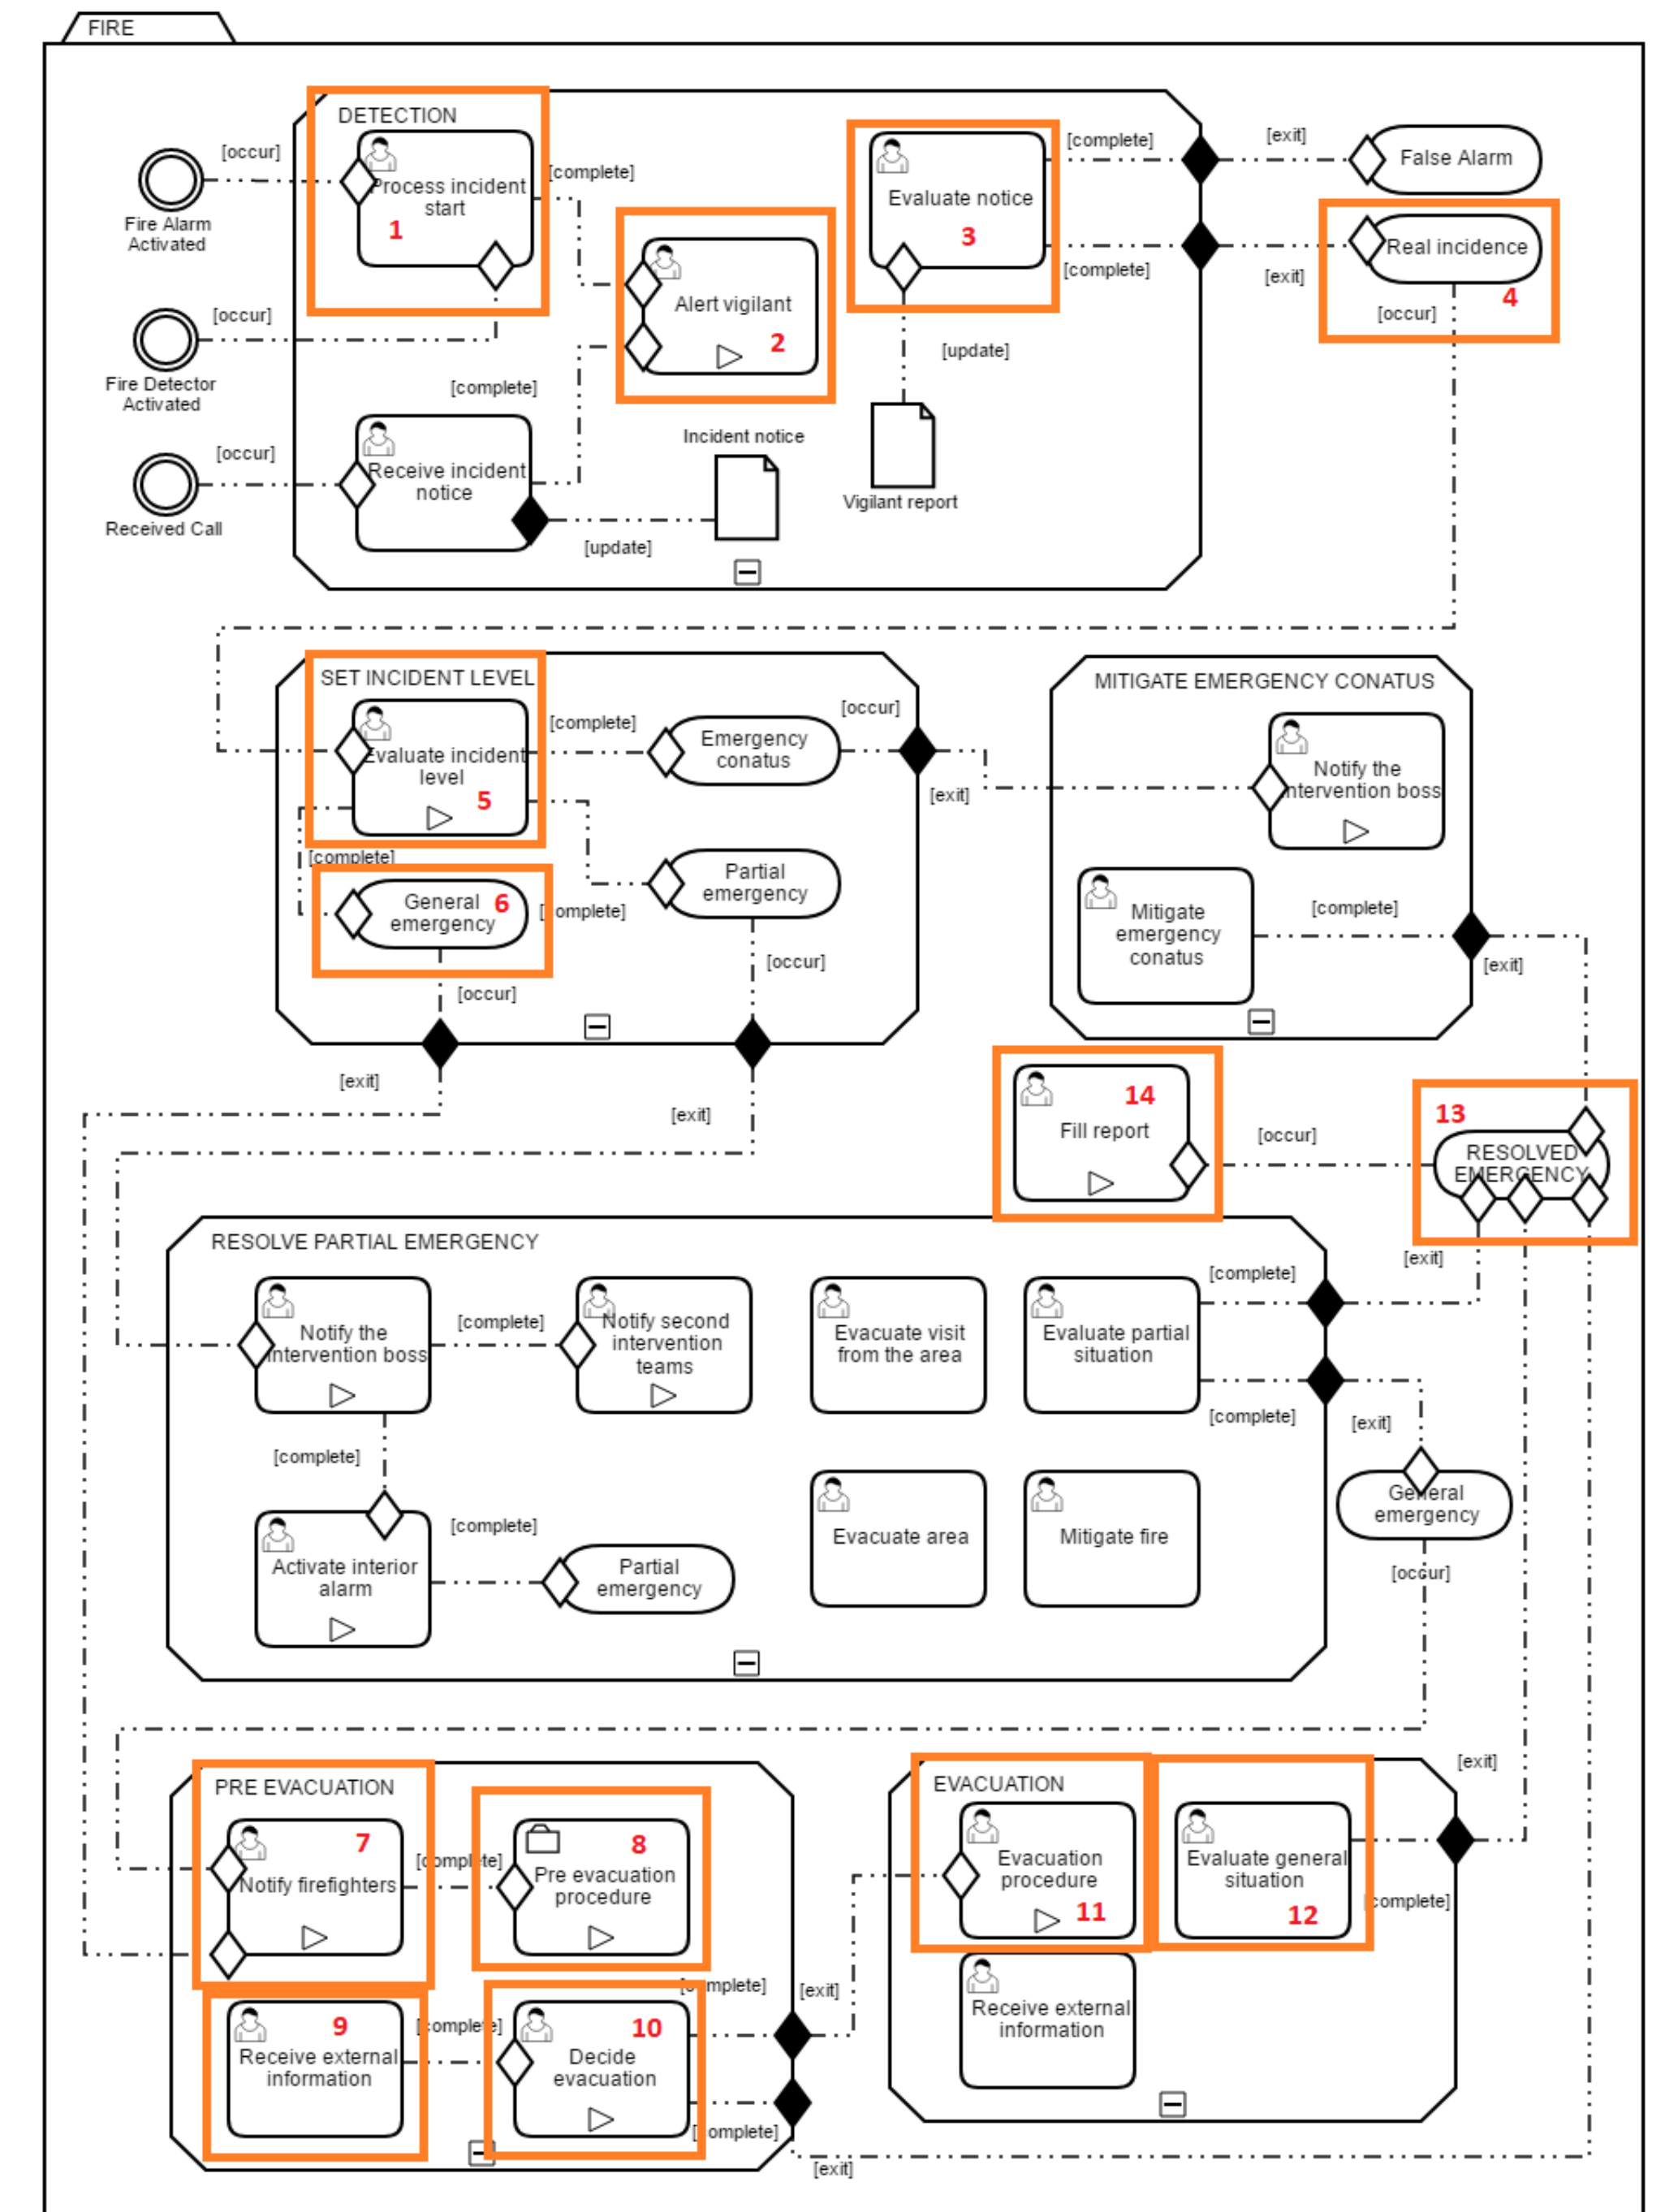 FIRE
DETECTION
[occur]
Process incident
start
1
[complete]
Fire Alarm
Activated
Alert vigilant
2
Evaluate notice
3
[complete]
[complete]
[exit]
False Alarm
Real incidence
4
[exit]
[occur]
[occur]
Fire Detector
Activated
[update]
[complete]
Incident notice
[occur]
Receive incident
notice
Received Call
[update]
Vigilant report
SET INCIDENT LEVEL
Evaluate incident
level
5
[complete]
Emergency
conatus
[occur]
[exit]
[complete]
General
emergency
6
[complete]
Partial
emergency
[occur]
[occur]
[exit]
[exit]
MITIGATE EMERGENCY CONATUS
Notify the
intervention boss
Mitigate
emergency
conatus
[complete]
[exit]
14
Fill report
[occur]
13
RESOLVED
EMERGENCY
[exit]
RESOLVE PARTIAL EMERGENCY
Notify the
intervention boss
[complete]
Notify second
intervention
teams
Evacuate visit
from the area
Evaluate partial
situation
[complete]
[complete]
[exit]
[complete]
Activate interior
alarm
[complete]
Partial
emergency
Evacuate area
Mitigate fire
General
emergency
[occur]
PRE EVACUATION
7
Notify firefighters
[complete]
8
Pre evacuation
procedure
9
Receive external
information
[complete]
10
Decide
evacuation
[complete]
[exit]
[complete]
[exit]
EVACUATION
Evacuation
procedure
11
Evaluate general
situation
12
[complete]
[exit]
Receive external
information